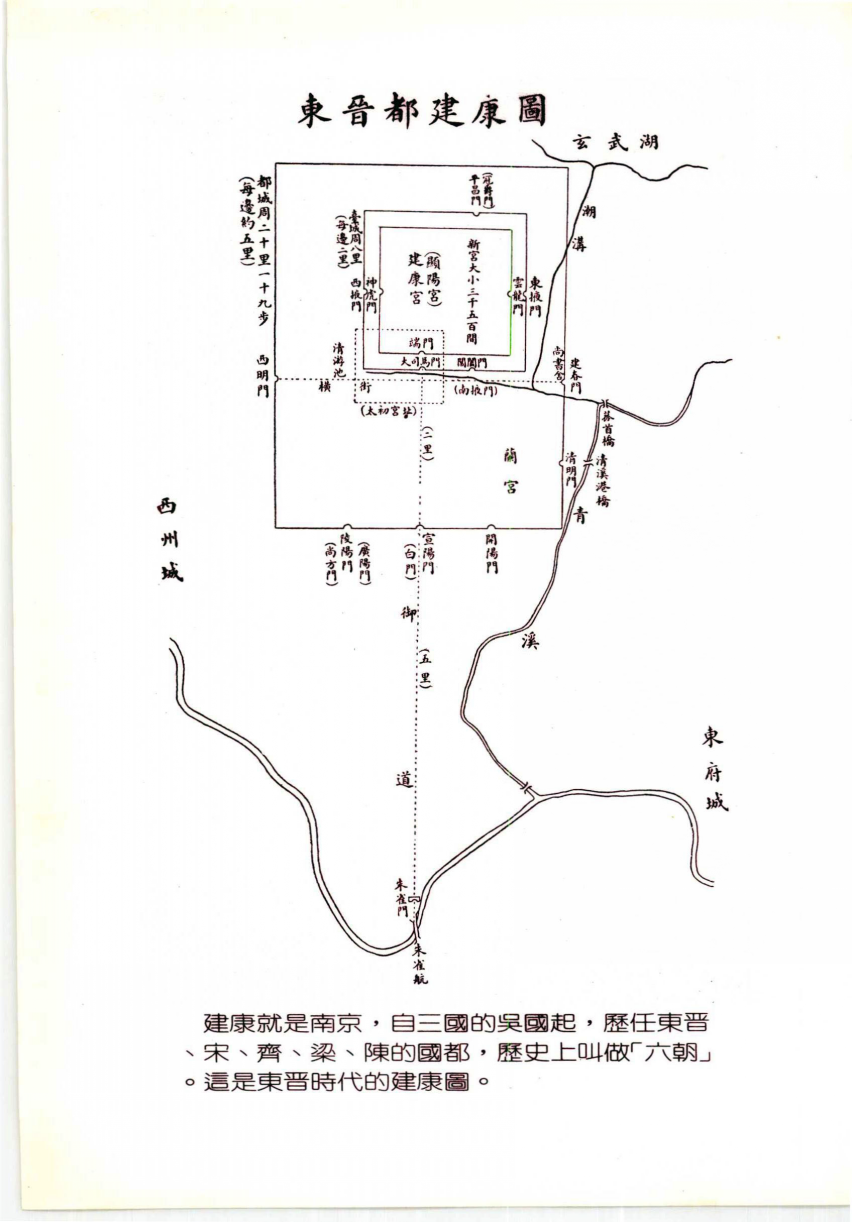 東晉都建康圖
玄武湖
潮溝
都城周二十里一十九步
(每邊約五里)
平昌門
臺城周八里
(每邊二里)
新宮大小三千五百間
(顯陽宮)
建康宮
神虎門
西掖門
雲龍門
東掖門
端門
大司馬門
閶闔門
(南掖門)
尚書舍
建春門
清游池
西明門
橫街
(太初宮址)
(二里)
蘭宮
清明門
菰首橋
清溪港橋
青溪
西州城
陵陽門
(廣陽門)
(尚方門)
宣陽門
(白門)
開陽門
御道
(五里)
東府城
朱雀門
朱雀航
建康就是南京,自三國的吳國起,歷任東晉
、宋、齊、梁、陳的國都,歷史上叫做「六朝」
。這是東晉時代的建康圖。